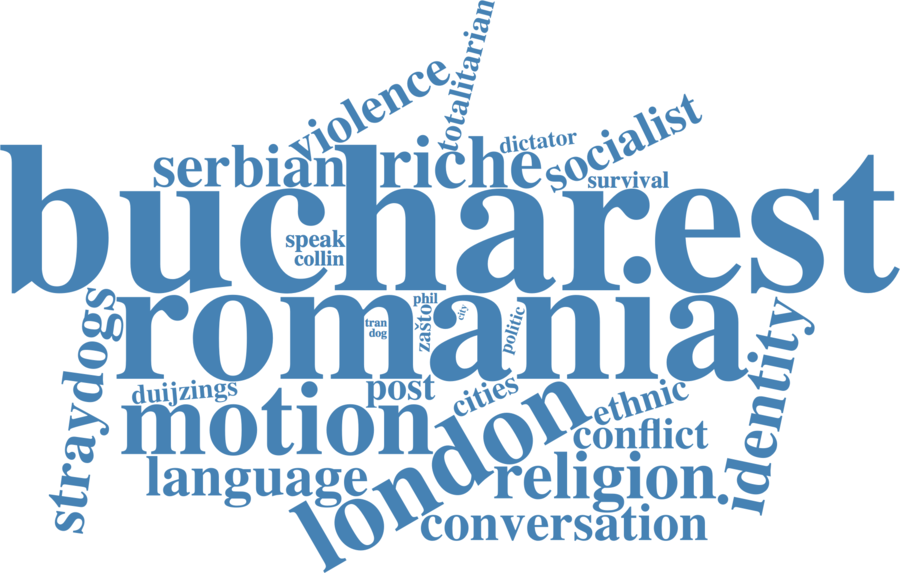 totalitarian
violence
dictator
socialist
serbian
riche
survival
bucharest
speak
collin
romania
tran
dog
phil
zašto
city
politic
straydogs
identity
duijzings
post
cities
ethnic
motion
london
conflict
language
religion
conversation